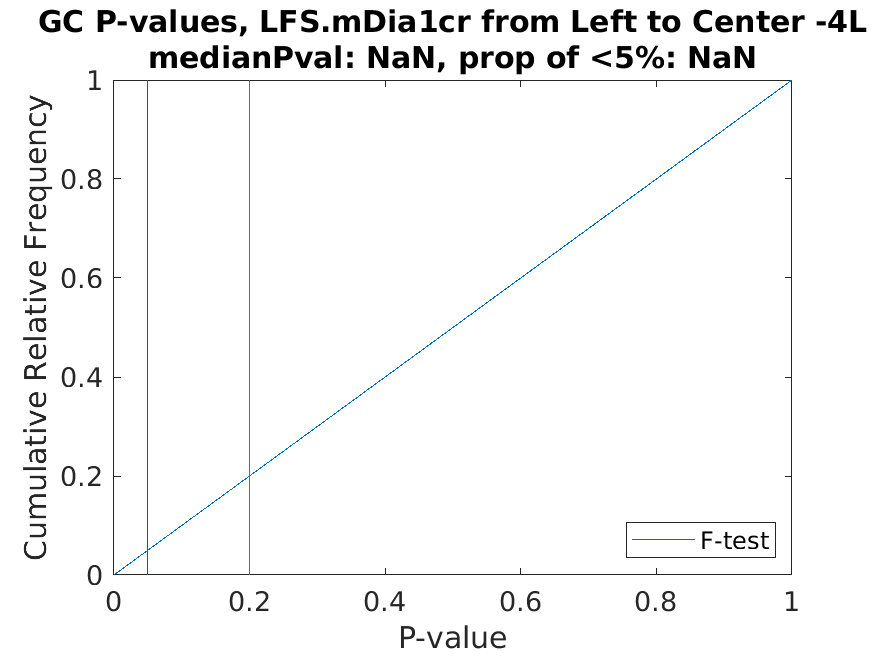 GC P-values, LFS.mDia1cr from Left to Center -4L
medianPval: NaN, prop of <5%: NaN
Cumulative Relative Frequency
1
0.8
0.6
0.4
0.2
0
F-test
0
0.2
0.4
0.6
0.8
1
P-value